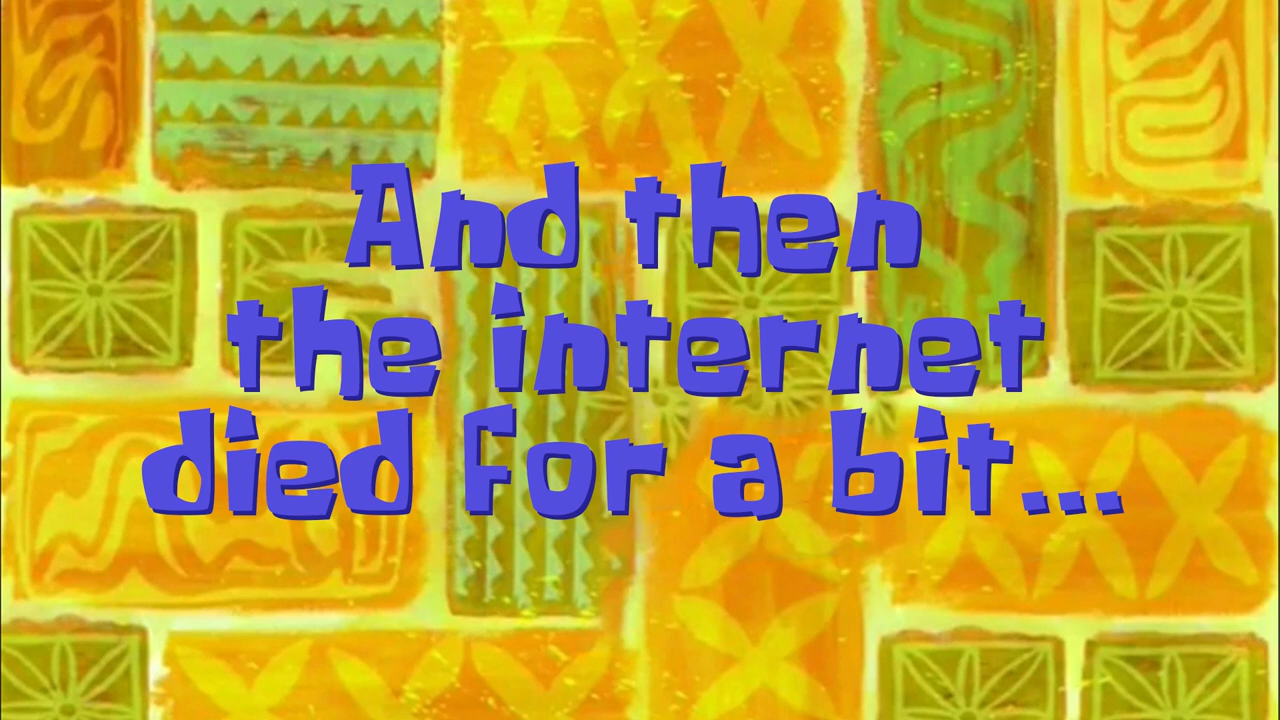 And then
the internet
died for a bit...